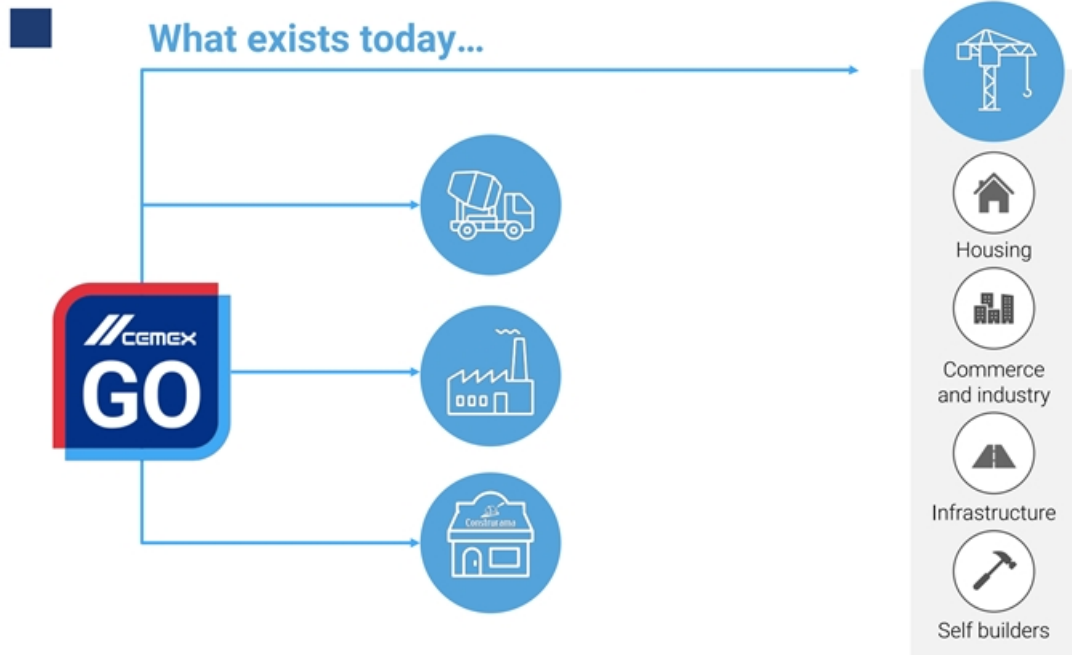 What exists today...
CEMEX
GO
Construrama
Housing
Commerce
and industry
Infrastructure
Self builders